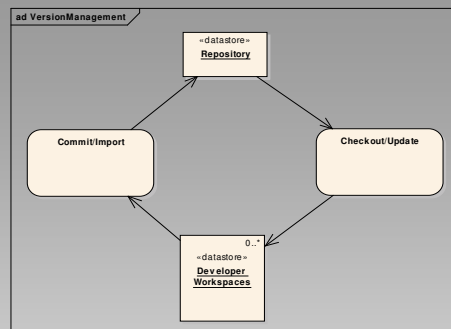 ad VersionManagement
«datastore»
Repository
Commit/Import
Checkout/Update
0..*
«datastore»
Developer
Workspaces